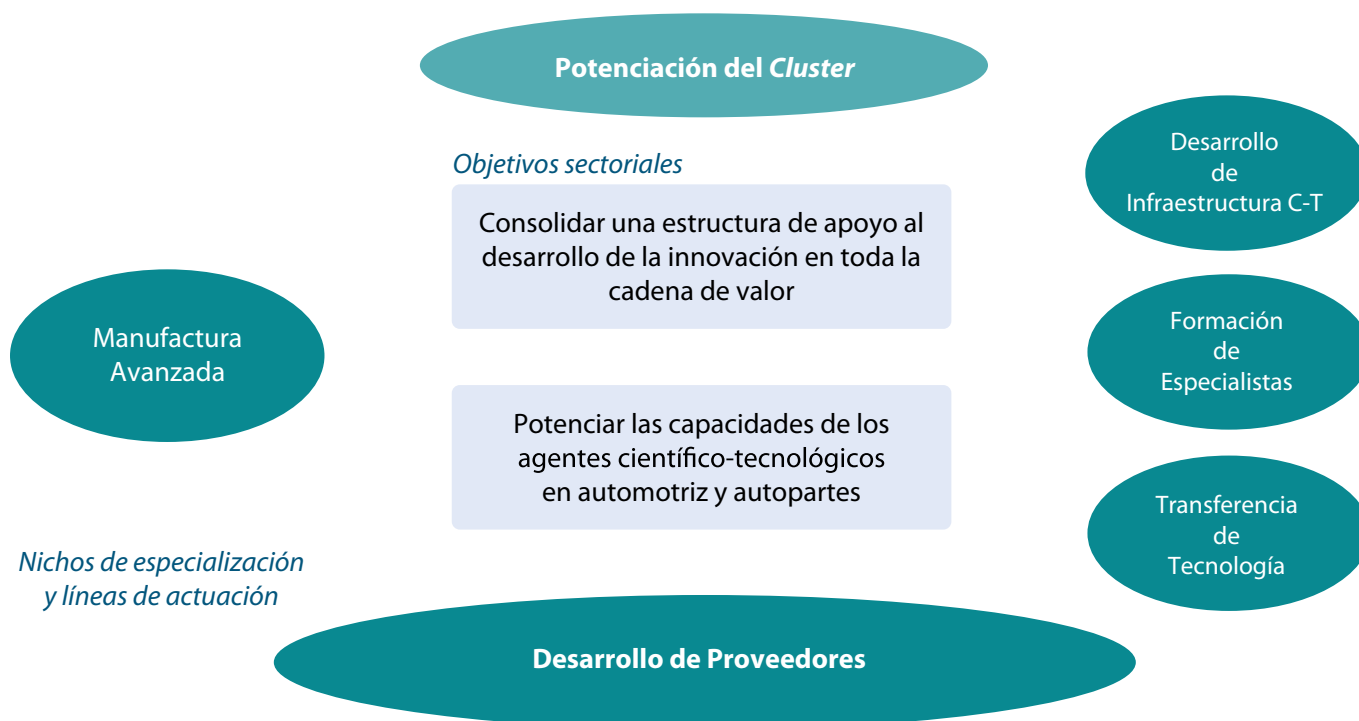 Potenciación del Cluster
Objetivos sectoriales
Consolidar una estructura de apoyo al
desarrollo de la innovación en toda la
cadena de valor
Potenciar las capacidades de los
agentes científico-tecnológicos
en automotriz y autopartes
Manufactura
Avanzada
Nichos de especialización
y líneas de actuación
Desarrollo
de
Infraestructura C-T
Formación
de
Especialistas
Transferencia
de
Tecnología
Desarrollo de Proveedores